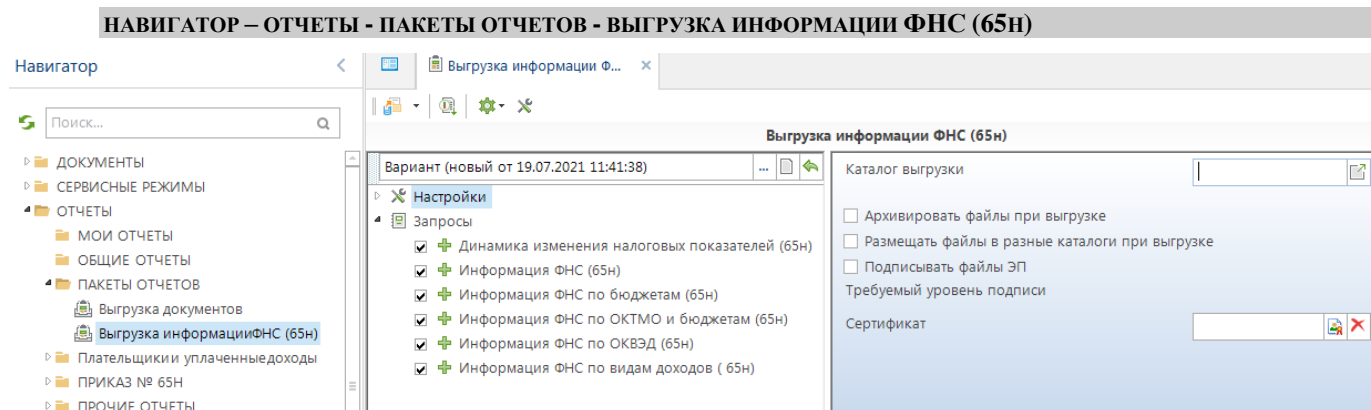 НАВИГАТОР – ОТЧЕТЫ - ПАКЕТЫ ОТЧЕТОВ - ВЫГРУЗКА ИНФОРМАЦИИ ФНС (65Н)
Навигатор
Выгрузка информации Ф...
Поиск...
Выгрузка информации ФНС (65н)
ДОКУМЕНТЫ
СЕРВИСНЫЕ РЕЖИМЫ
ОТЧЕТЫ
МОИ ОТЧЕТЫ
ОБЩИЕ ОТЧЕТЫ
ПАКЕТЫ ОТЧЕТОВ
Выгрузка документов
Выгрузка информацииФНС (65н)
Плательщики и уплаченныедоходы
ПРИКАЗ № 65Н
ПРОЧИЕ ОТЧЕТЫ
Вариант (новый от 19.07.2021 11:41:38)
...
Настройки
Запросы
Динамика изменения налоговых показателей (65н)
Информация ФНС (65н)
Информация ФНС по бюджетам (65н)
Информация ФНС по ОКТМО и бюджетам (65н)
Информация ФНС по ОКВЭД (65н)
Информация ФНС по видам доходов ( 65н)
Каталог выгрузки
Архивировать файлы при выгрузке
Размещать файлы в разные каталоги при выгрузке
Подписывать файлы ЭП
Требуемый уровень подписи
Сертификат